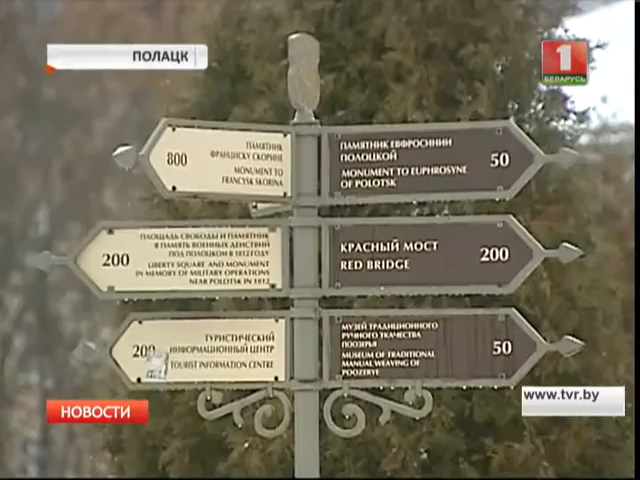 ПОЛАЦК
1
БЕЛАРУСЬ
800
ПАМЯТНИК
ФРАНЦИСКУ СКОРИНЕ
MONUMENT TO
FRANCYSK SKORINA
ПАМЯТНИК ЕВФРОСИНИИ
ПОЛОЦКОЙ
MONUMENT TO EUPHROSYNE
OF POLOTSK
50
200
ПЛОЩАДЬ СВОБОДЫ И ПАМЯТНИК
В ПАМЯТЬ ВОЕННЫХ ДЕЙСТВИЙ
ПОД ПОЛОЦКОМ В 1812 ГОДУ
LIBERTY SQUARE AND MONUMENT
IN MEMORY OF MILITARY OPERATIONS
NEAR POLOTSK IN 1812
КРАСНЫЙ МОСТ
RED BRIDGE
200
200
ТУРИСТИЧЕСКИЙ
ИНФОРМАЦИОННЫЙ ЦЕНТР
TOURIST INFORMATION CENTRE
МУЗЕЙ ТРАДИЦИОННОГО
РУЧНОГО ТКАЧЕСТВА
ПООЗЕРЬЯ
MUSEUM OF TRADITIONAL
MANUAL WEAVING OF
POOZERYE
50
НОВОСТИ
www.tvr.by